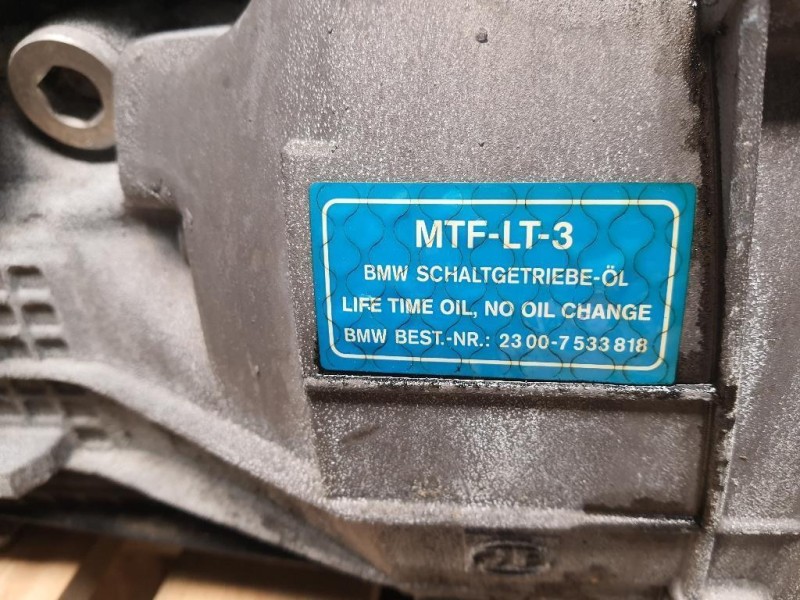 MTF-LT-3
BMW SCHALTGETRIEBE-ÖL
LIFE TIME OIL, NO OIL CHANGE
BMW BEST.-NR.: 23 00-7 533 818